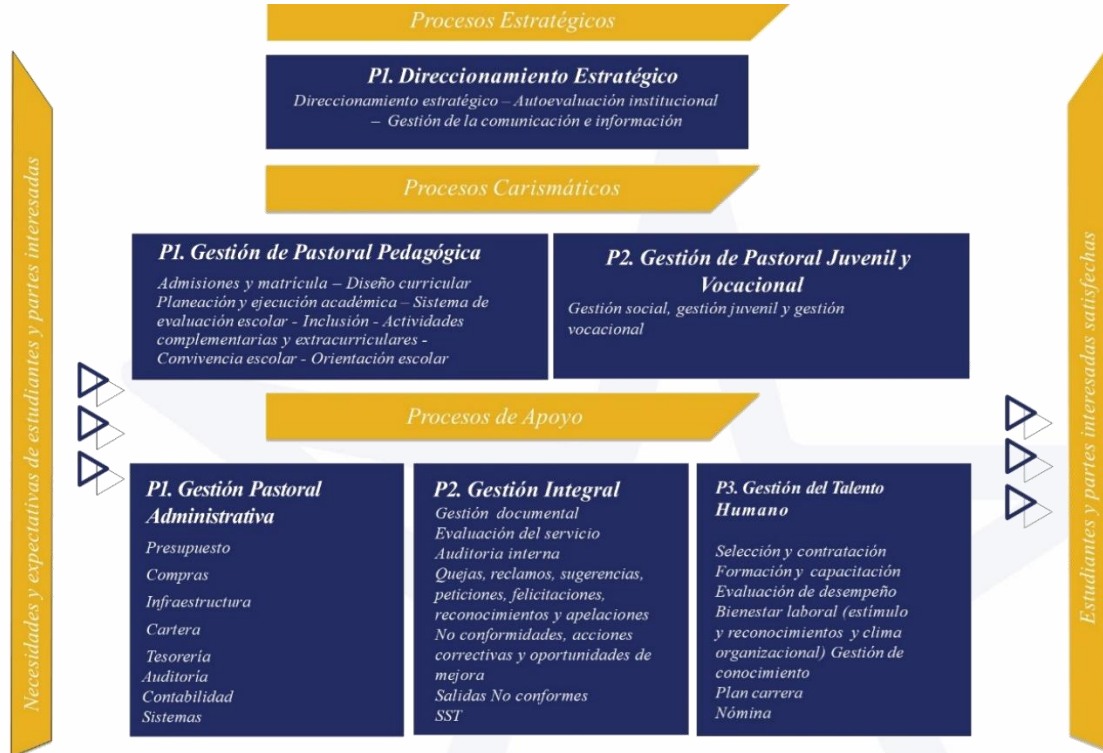 Procesos Estratégicos
P1. Direccionamiento Estratégico
Direccionamiento estratégico – Autoevaluación institucional
– Gestión de la comunicación e información
Procesos Carismáticos
P1. Gestión de Pastoral Pedagógica
Admisiones y matrícula – Diseño curricular
Planeación y ejecución académica – Sistema de
evaluación escolar - Inclusión - Actividades
complementarias y extracurriculares -
Convivencia escolar - Orientación escolar
P2. Gestión de Pastoral Juvenil y
Vocacional
Gestión social, gestión juvenil y gestión
vocacional
Procesos de Apoyo
P1. Gestión Pastoral
Administrativa
Presupuesto
Compras
Infraestructura
Cartera
Tesorería
Auditoría
Contabilidad
Sistemas
P2. Gestión Integral
Gestión documental
Evaluación del servicio
Auditoria interna
Quejas, reclamos, sugerencias,
peticiones, felicitaciones,
reconocimientos y apelaciones
No conformidades, acciones
correctivas y oportunidades de
mejora
Salidas No conformes
SST
P3. Gestión del Talento
Humano
Selección y contratación
Formación y capacitación
Evaluación de desempeño
Bienestar laboral (estímulo
y reconocimientos y clima
organizacional) Gestión de
conocimiento
Plan carrera
Nómina
Necesidades y expectativas de estudiantes y partes interesadas
Estudiantes y partes interesadas satisfechas